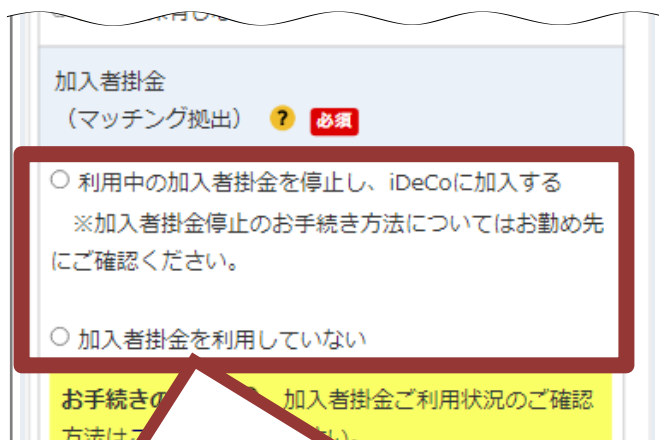 加入者掛金
(マッチング拠出) ? 必須
利用中の加入者掛金を停止し、iDeCoに加入する
※加入者掛金停止のお手続き方法についてはお勤め先
にご確認ください。
加入者掛金を利用していない
お手続きの 加入者掛金ご利用状況のご確認
方法は